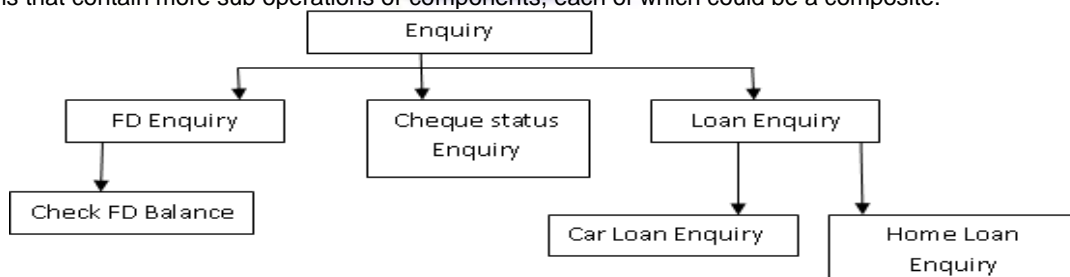 that contain more sub operations or components, each of which could be a composite.
Enquiry
FD Enquiry
Cheque status
Enquiry
Loan Enquiry
Check FD Balance
Car Loan Enquiry
Home Loan
Enquiry